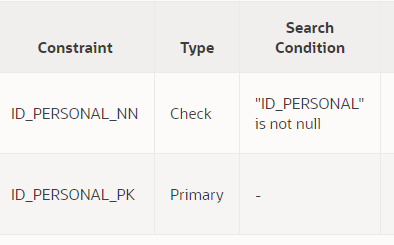 Constraint Type Search Condition
ID_PERSONAL_NN Check "ID_PERSONAL" is not null
ID_PERSONAL_PK Primary -